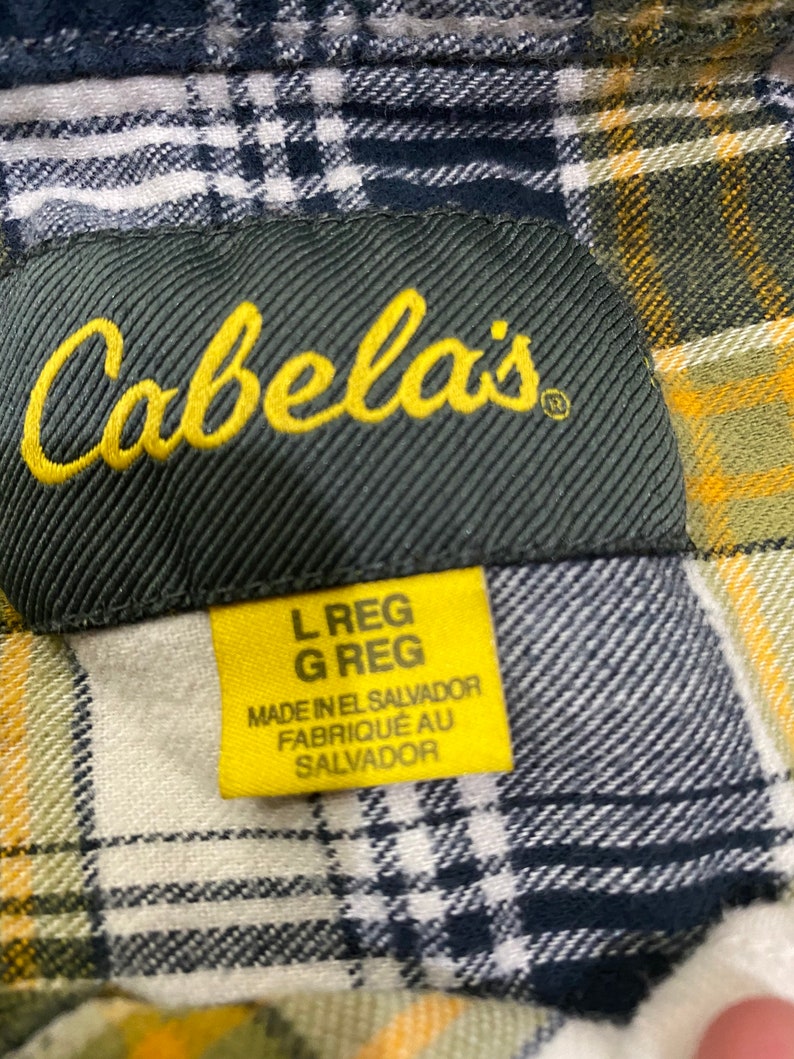 Cabela's®
L REG
G REG
MADE IN EL SALVADOR
FABRIQUÉ AU
SALVADOR